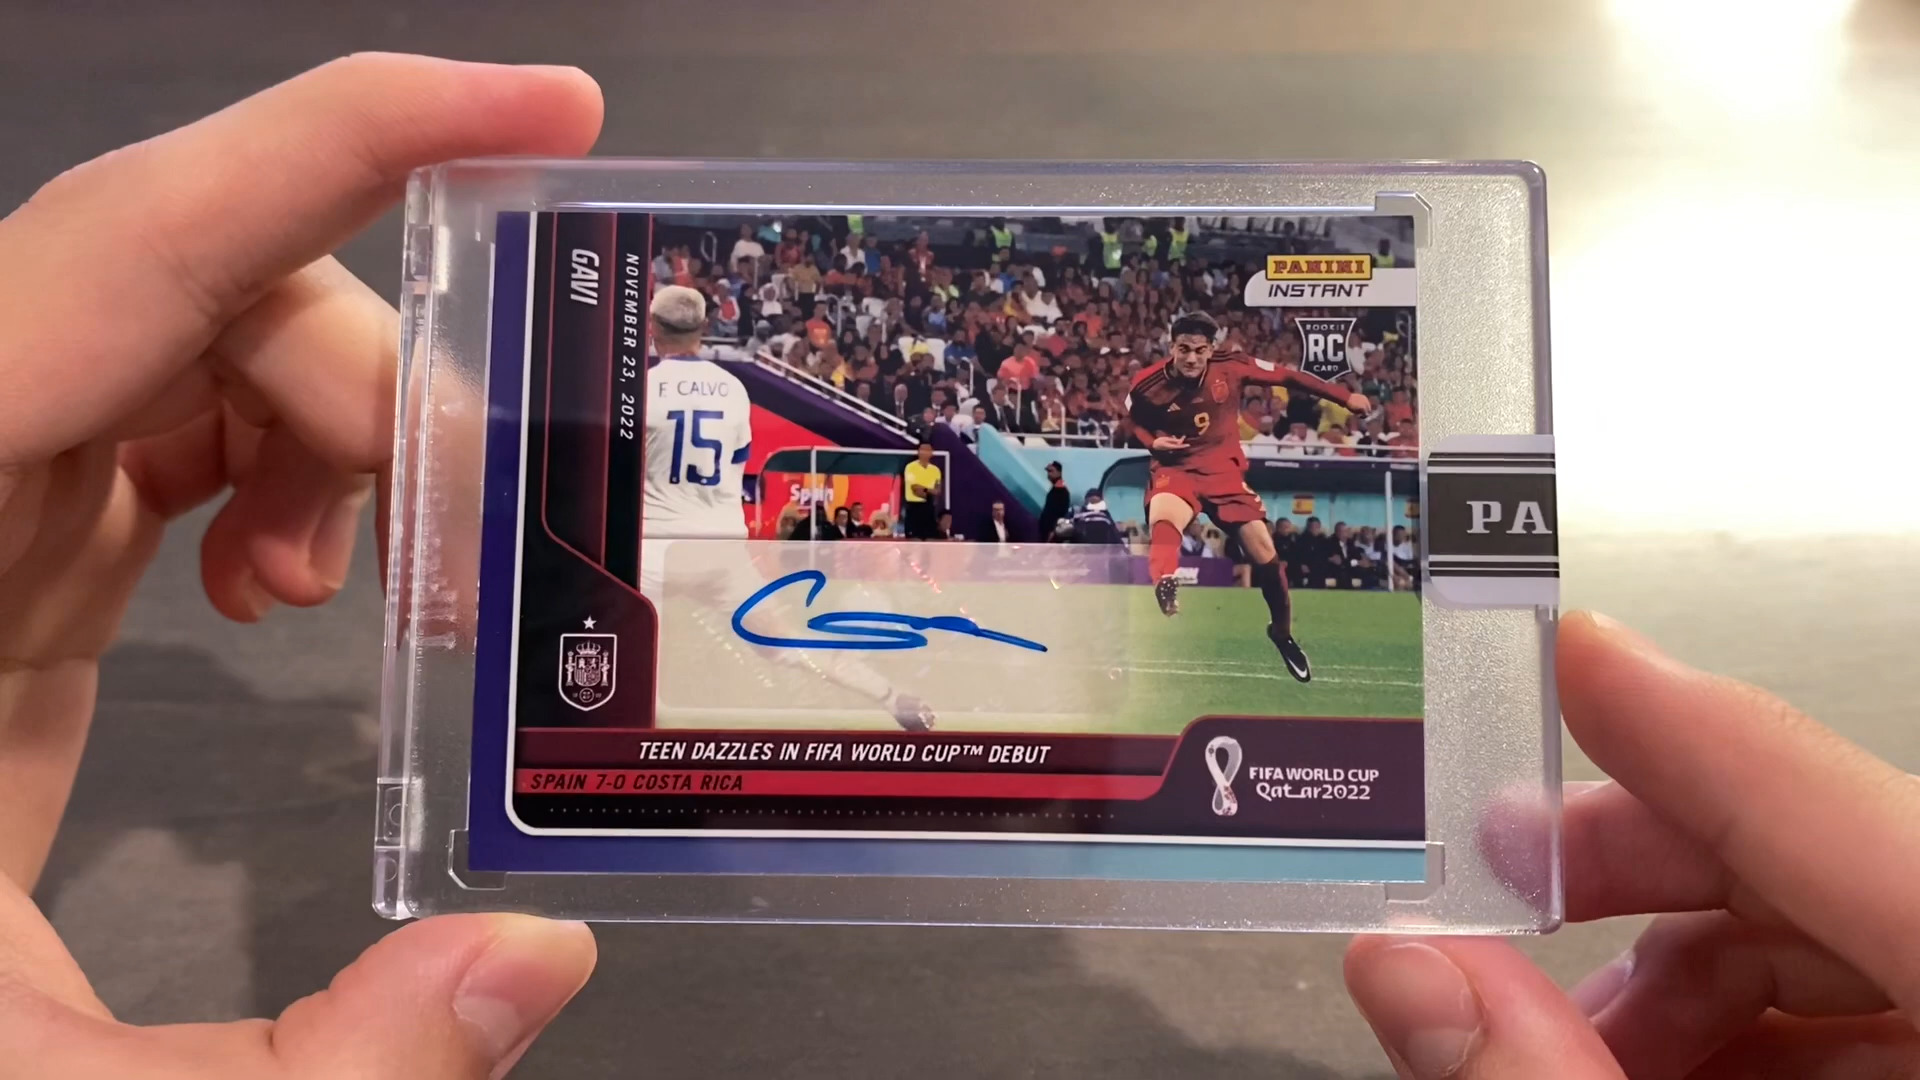 GAVI
NOVEMBER 23, 2022
PANINI
INSTANT
ROOKIE
RC
CARD
F. CALVO
15
9
Spain
PA
TEEN DAZZLES IN FIFA WORLD CUP™ DEBUT
SPAIN 7-0 COSTA RICA
FIFA WORLD CUP
Qatar2022